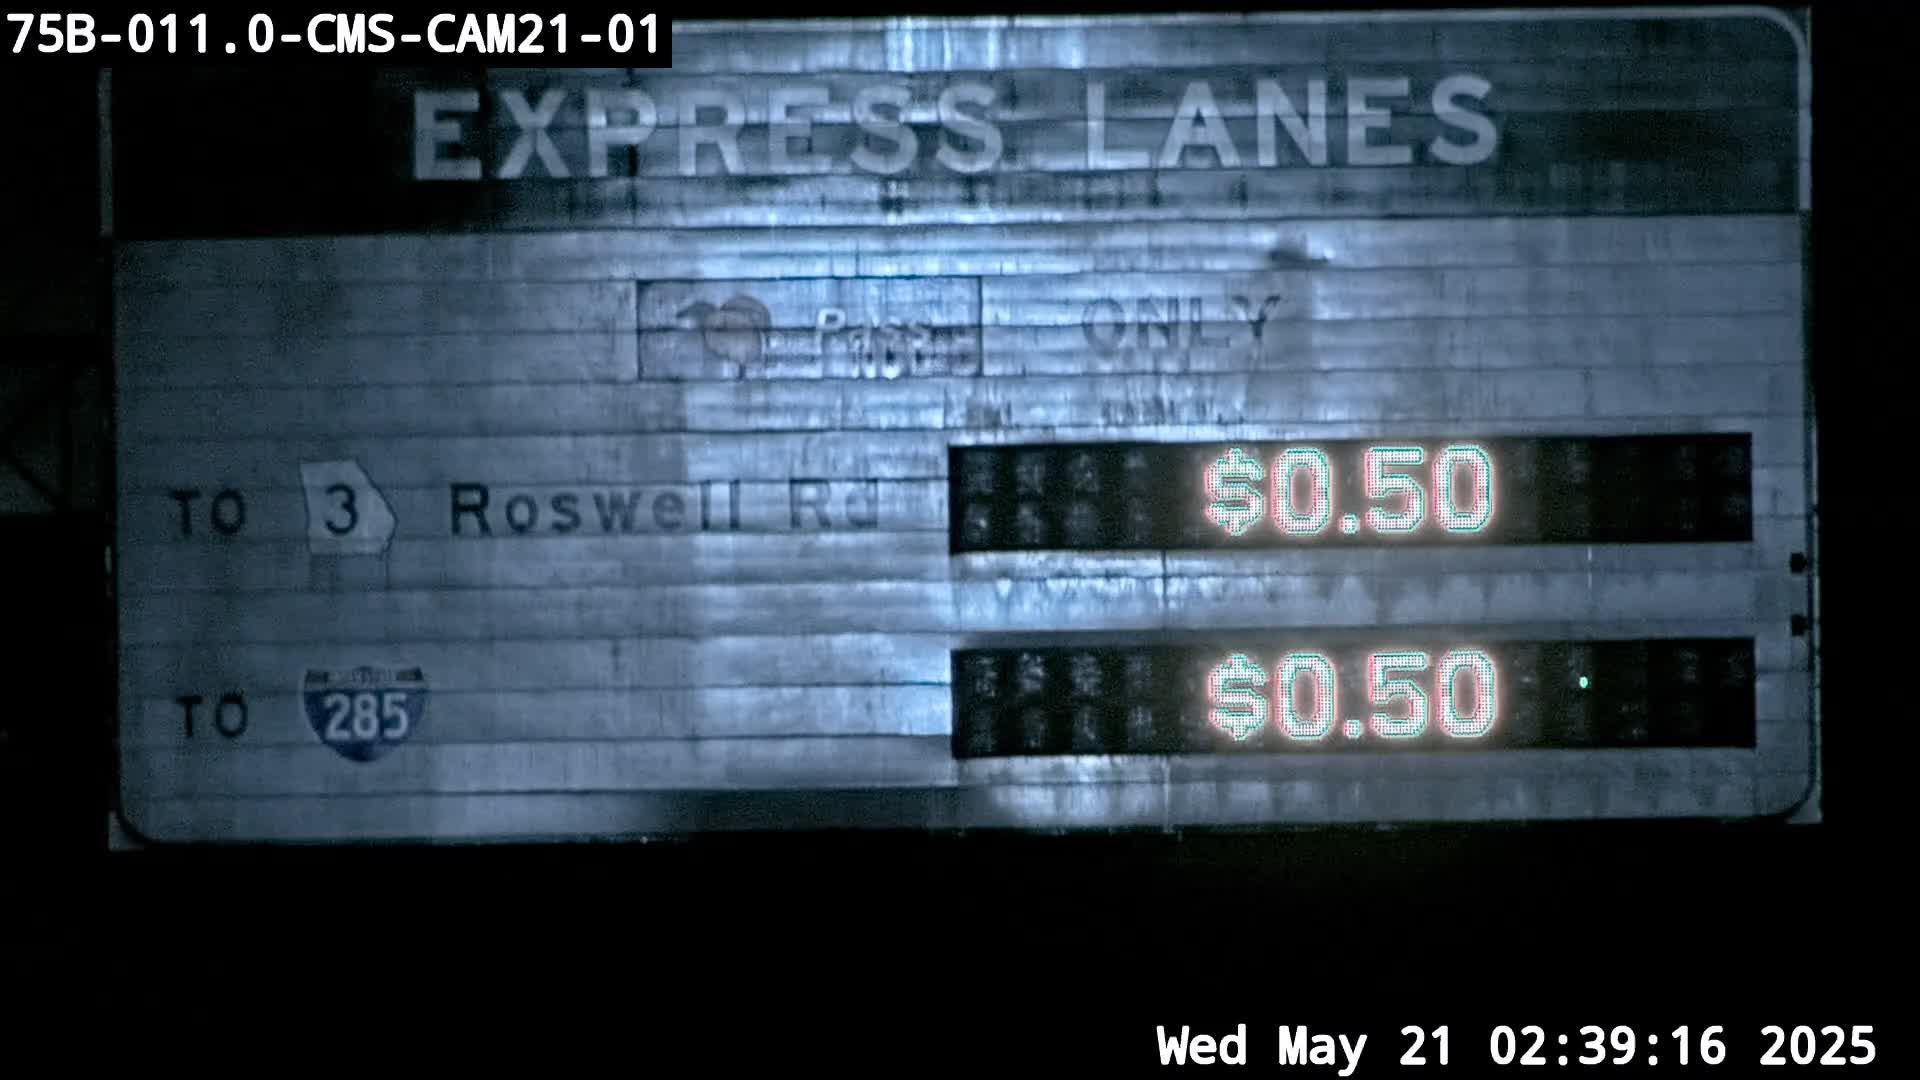 75B-011.0-CMS-CAM21-01
EXPRESS LANES
Pass ONLY
TO 3 Roswell Rd $0.50
TO 285 $0.50
Wed May 21 02:39:16 2025